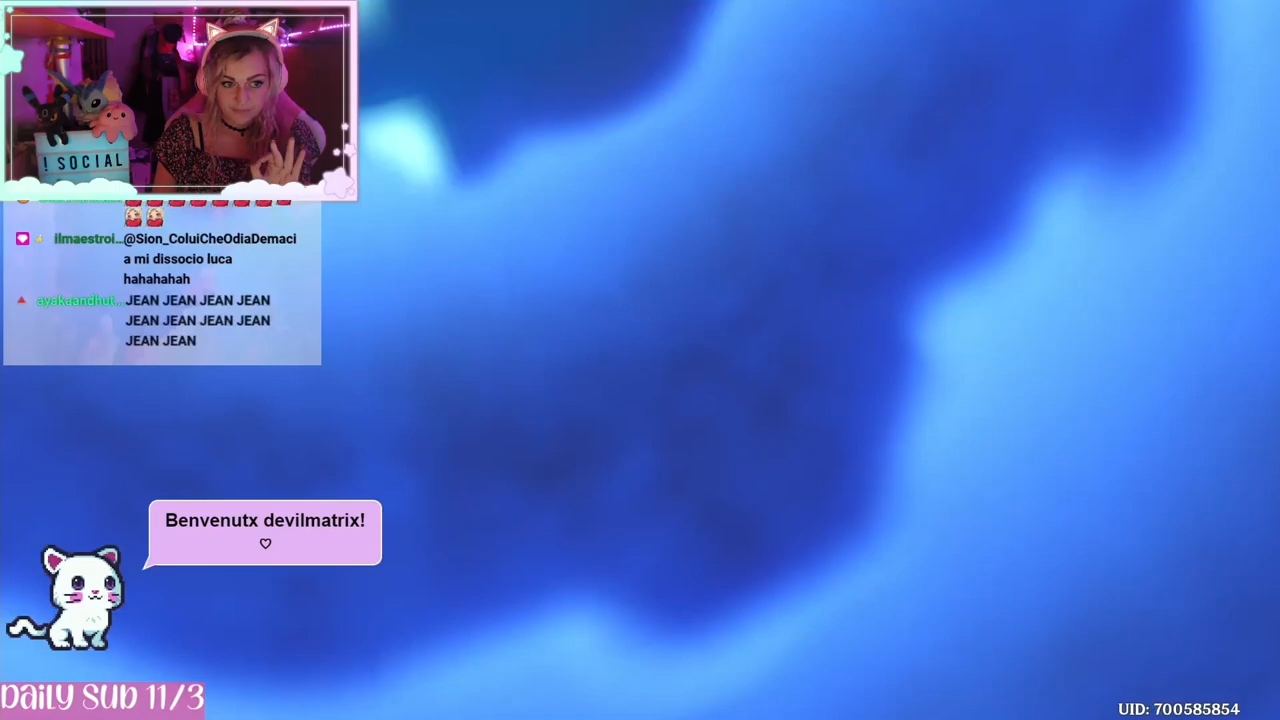 ! SOCIAL
ilmaestroi... @Sion_ColuiCheOdiaDemaci
a mi dissocio luca
hahahahah
ayakaandhut... JEAN JEAN JEAN JEAN
JEAN JEAN JEAN JEAN
JEAN JEAN
Benvenutx devilmatrix!
♡
Daily Sub 11/3
UID: 700585854